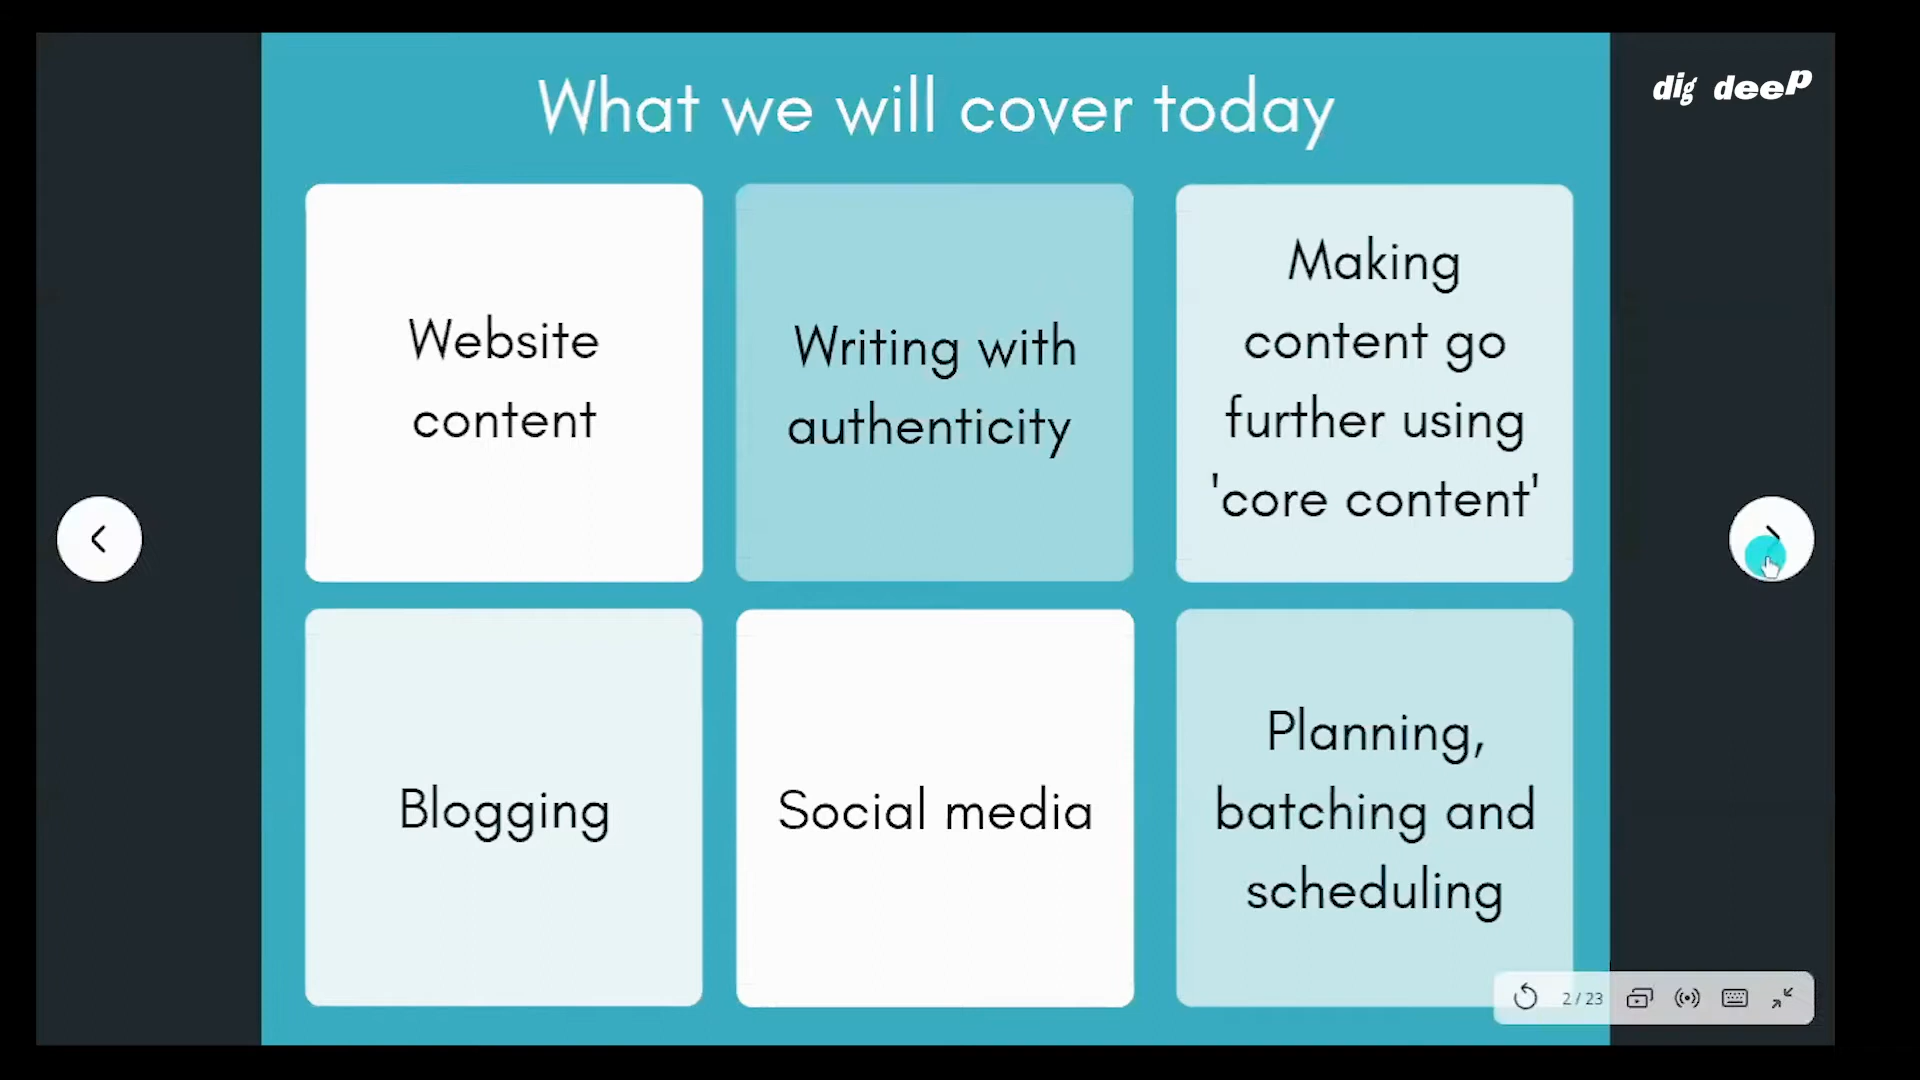 What we will cover today
dig deep
Website
content
Writing with
authenticity
Making
content go
further using
'core content'
Blogging
Social media
Planning,
batching and
scheduling
2 / 23